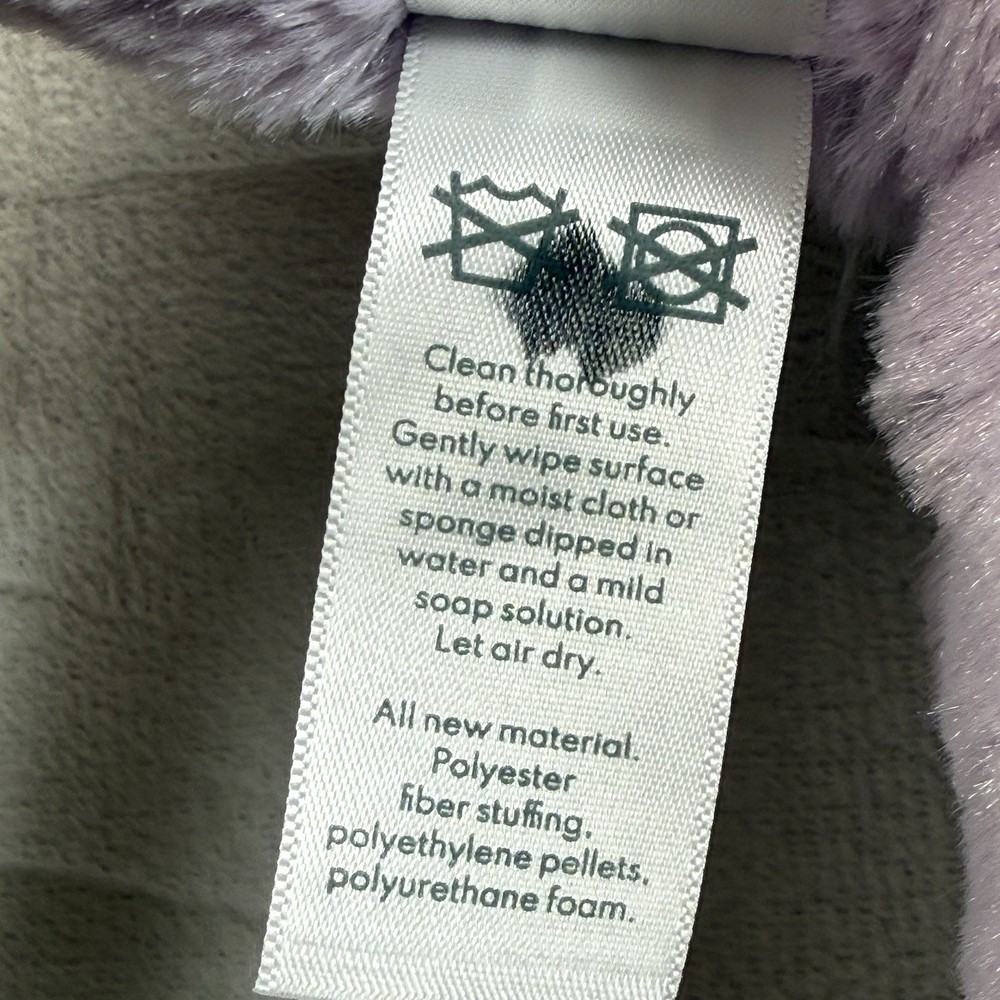 Clean thoroughly
before first use.
Gently wipe surface
with a moist cloth or
sponge dipped in
water and a mild
soap solution.
Let air dry.
All new material.
Polyester
fiber stuffing,
polyethylene pellets,
polyurethane foam.